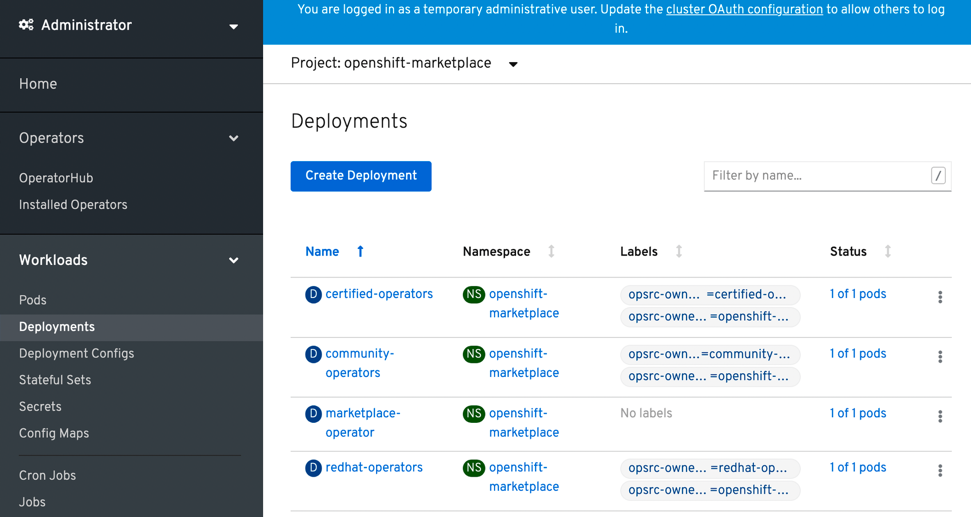 Administrator
Home
Operators
OperatorHub
Installed Operators
Workloads
Pods
Deployments
Deployment Configs
Stateful Sets
Secrets
Config Maps
Cron Jobs
Jobs
You are logged in as a temporary administrative user. Update the cluster OAuth configuration to allow others to log
in.
Project: openshift-marketplace
Deployments
Create Deployment
Filter by name...
/
Name Namespace Labels Status
D certified-operators NS openshift-
marketplace
opsrc-own... =certified-o...
opsrc-owne... =openshift-...
1 of 1 pods
D community-
operators
NS openshift-
marketplace
opsrc-own...=community-...
opsrc-owne... =openshift-...
1 of 1 pods
D marketplace-
operator
NS openshift-
marketplace
No labels
1 of 1 pods
D redhat-operators NS openshift-
marketplace
opsrc-owne... =redhat-op...
opsrc-owne... =openshift-...
1 of 1 pods